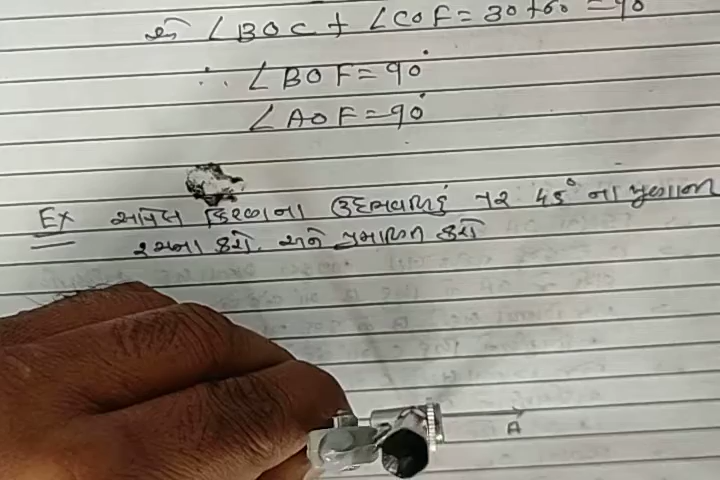 ∠BOC + ∠COF = 30+60 = 90
∴ ∠BOF = 90°
∠AOF = 90°
Ex આપેલ કિરણના ઉદ્દભવબિંદુ પર 45° ના ખૂણાની
રચના કરો. અને પ્રમાણિત કરો
A